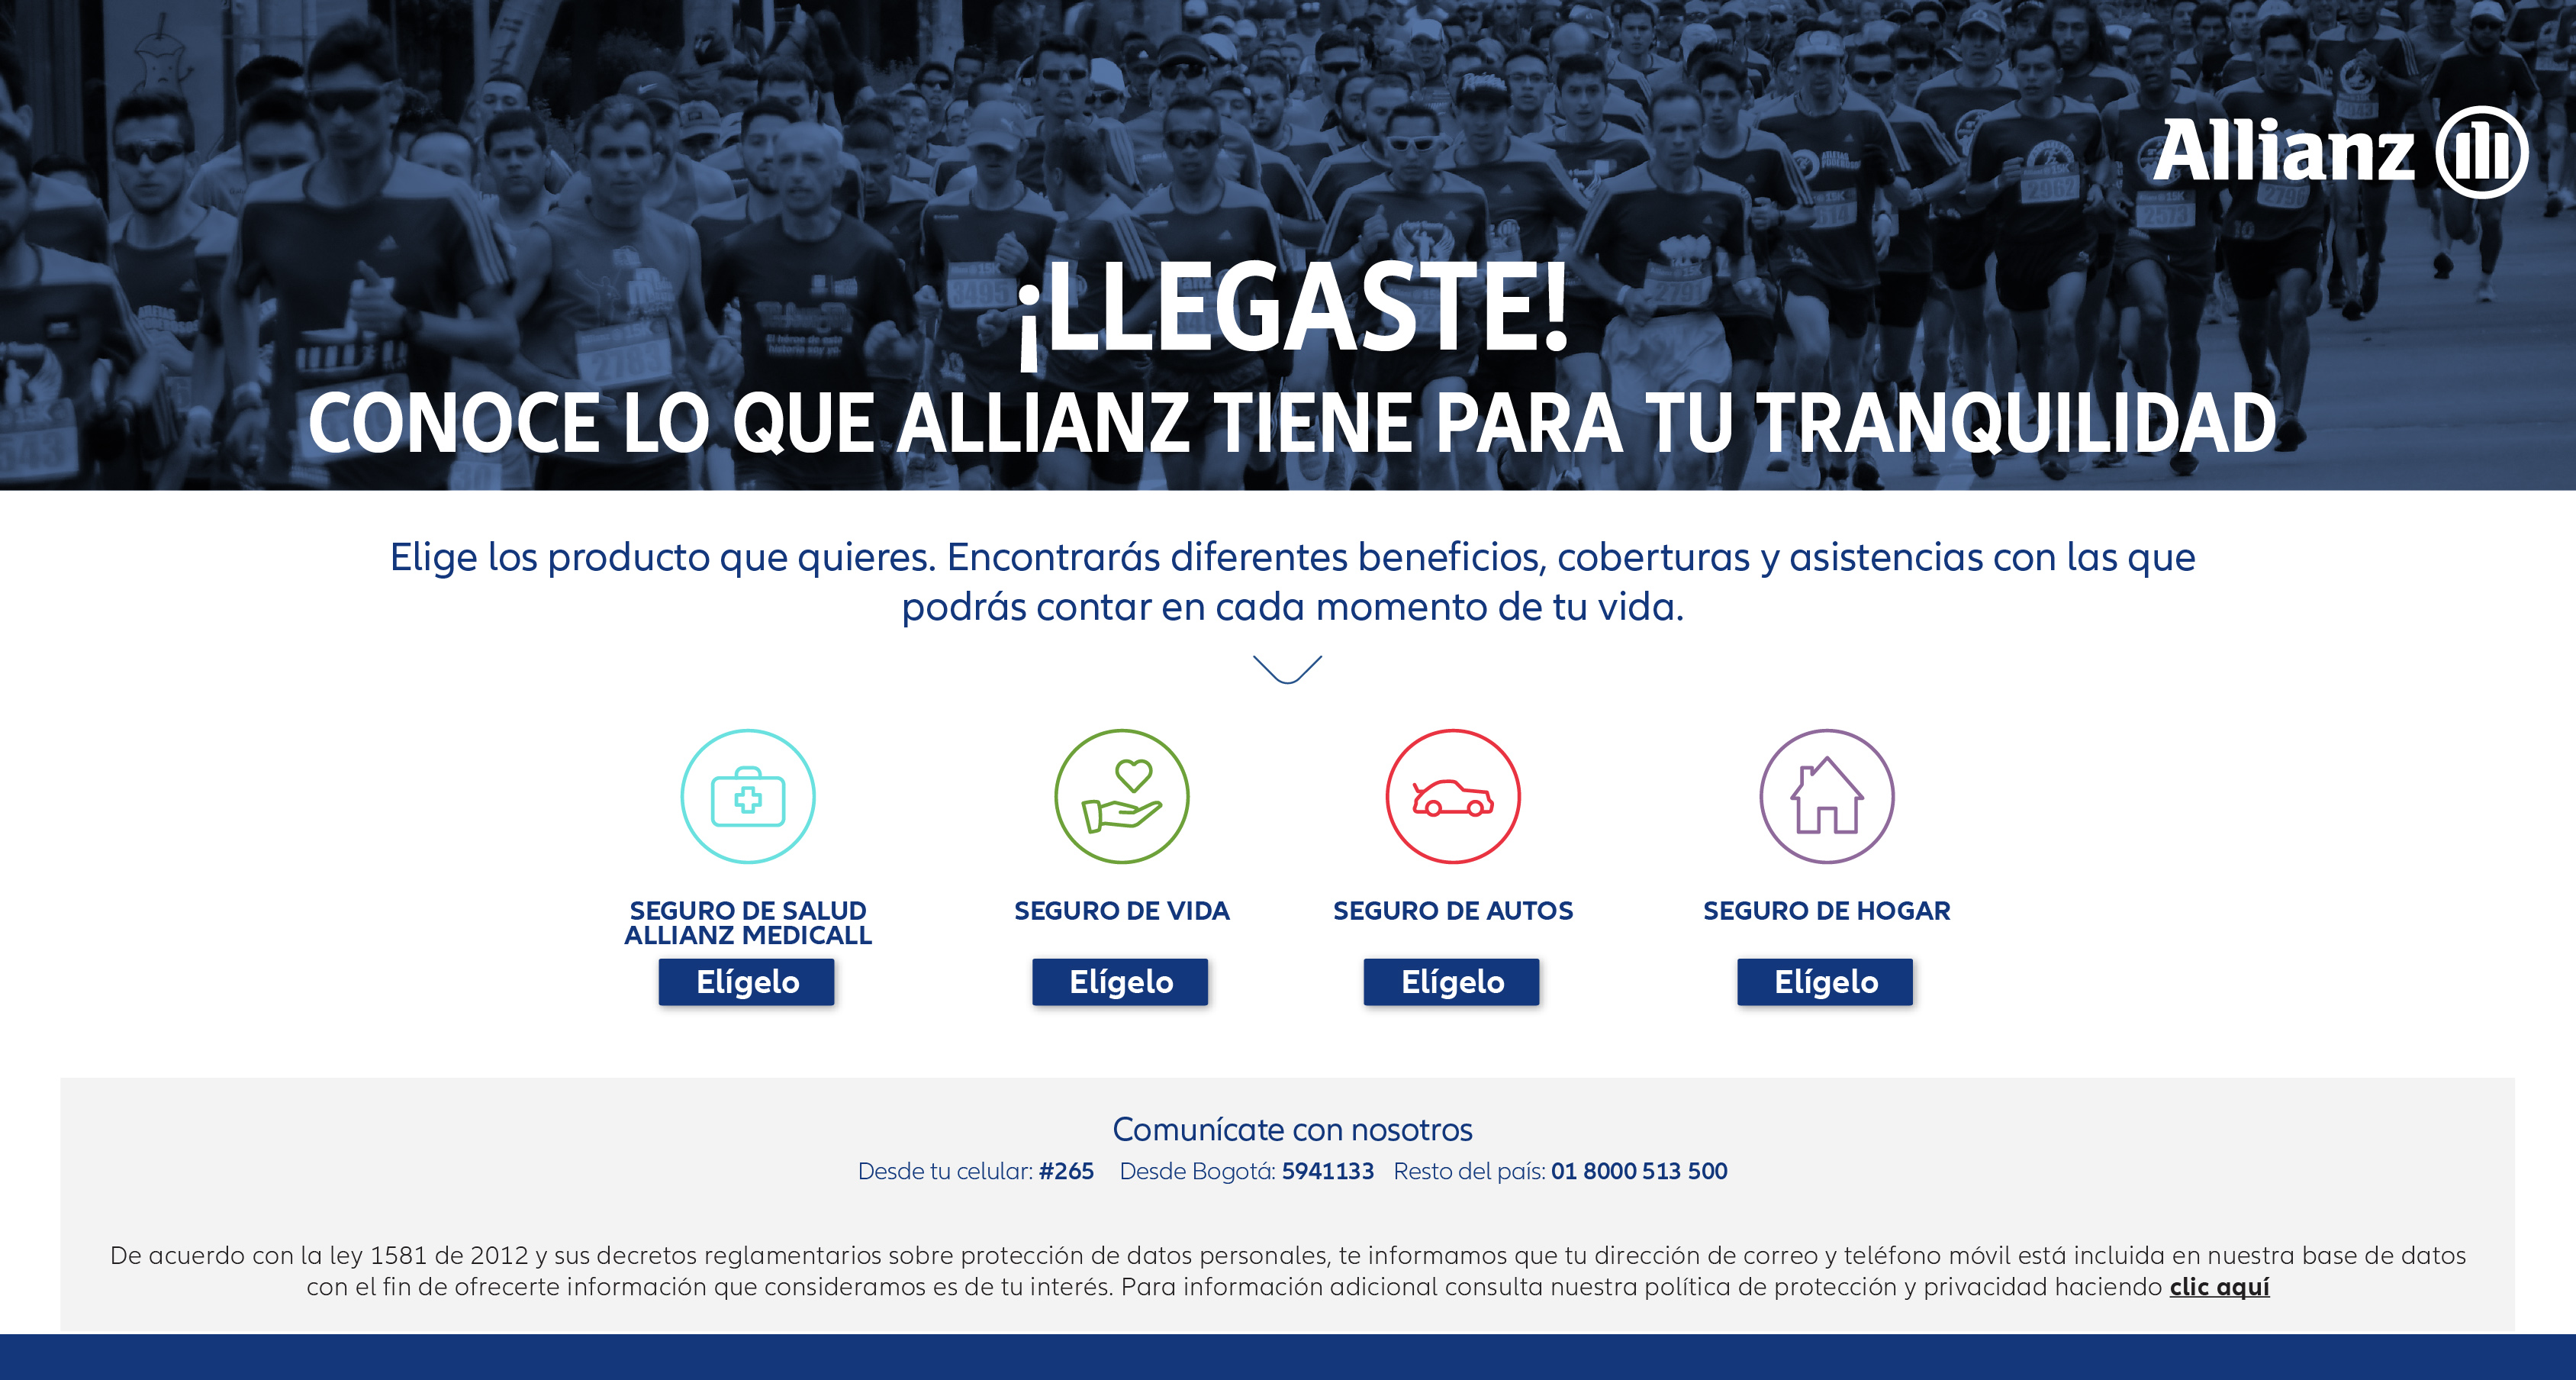 Allianz
¡LLEGASTE!
CONOCE LO QUE ALLIANZ TIENE PARA TU TRANQUILIDAD
Elige los producto que quieres. Encontrarás diferentes beneficios, coberturas y asistencias con las que
podrás contar en cada momento de tu vida.
SEGURO DE SALUD
ALLIANZ MEDICALL
Elígelo
SEGURO DE VIDA
Elígelo
SEGURO DE AUTOS
Elígelo
SEGURO DE HOGAR
Elígelo
Comunícate con nosotros
Desde tu celular: #265 Desde Bogotá: 5941133 Resto del país: 01 8000 513 500
De acuerdo con la ley 1581 de 2012 y sus decretos reglamentarios sobre protección de datos personales, te informamos que tu dirección de correo y teléfono móvil está incluida en nuestra base de datos
con el fin de ofrecerte información que consideramos es de tu interés. Para información adicional consulta nuestra política de protección y privacidad haciendo clic aquí